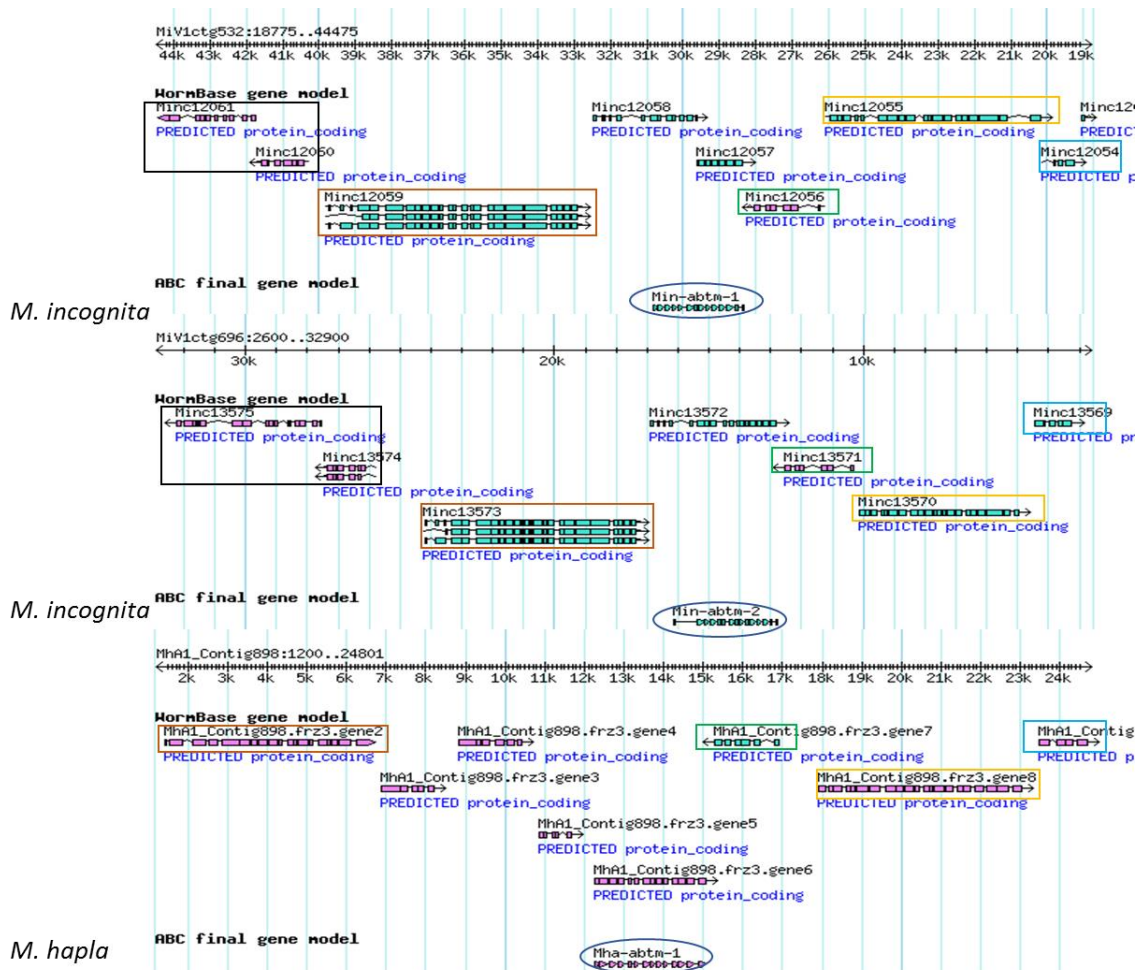 MiV1ctg532:18775..44475
44k 43k 42k 41k 40k 39k 38k 37k 36k 35k 34k 33k 32k 31k 30k 29k 28k 27k 26k 25k 24k 23k 22k 21k 20k 19k
WormBase gene model
Minc12061 Minc12058 Minc12055
PREDICTED protein_coding PREDICTED protein_coding PREDICTED protein_coding
Minc12060 Minc12057 Minc12054
PREDICTED protein_coding PREDICTED protein_coding PREDICTED
Minc12059 Minc12056
PREDICTED protein_coding PREDICTED protein_coding
ABC final gene model
Min-abtm-1
M. incognita
MiV1ctg696:2600..32900
30k 20k 10k
WormBase gene model
Minc13575 Minc13572 Minc13569
PREDICTED protein_coding PREDICTED protein_coding PREDICTED
Minc13574 Minc13571
PREDICTED protein_coding PREDICTED protein_coding
Minc13573 Minc13570
PREDICTED protein_coding PREDICTED protein_coding
ABC final gene model
Min-abtm-2
M. incognita
MhA1_Contig898:1200..24801
2k 3k 4k 5k 6k 7k 8k 9k 10k 11k 12k 13k 14k 15k 16k 17k 18k 19k 20k 21k 22k 23k 24k
WormBase gene model
MhA1_Contig898.frz3.gene2 MhA1_Contig898.frz3.gene4 MhA1_Contig898.frz3.gene7 MhA1_Contig
PREDICTED protein_coding PREDICTED protein_coding PREDICTED protein_coding PREDICTED
MhA1_Contig898.frz3.gene3 MhA1_Contig898.frz3.gene8
PREDICTED protein_coding PREDICTED protein_coding
MhA1_Contig898.frz3.gene5
PREDICTED protein_coding
MhA1_Contig898.frz3.gene6
PREDICTED protein_coding
ABC final gene model
Mha-abtm-1
M. hapla